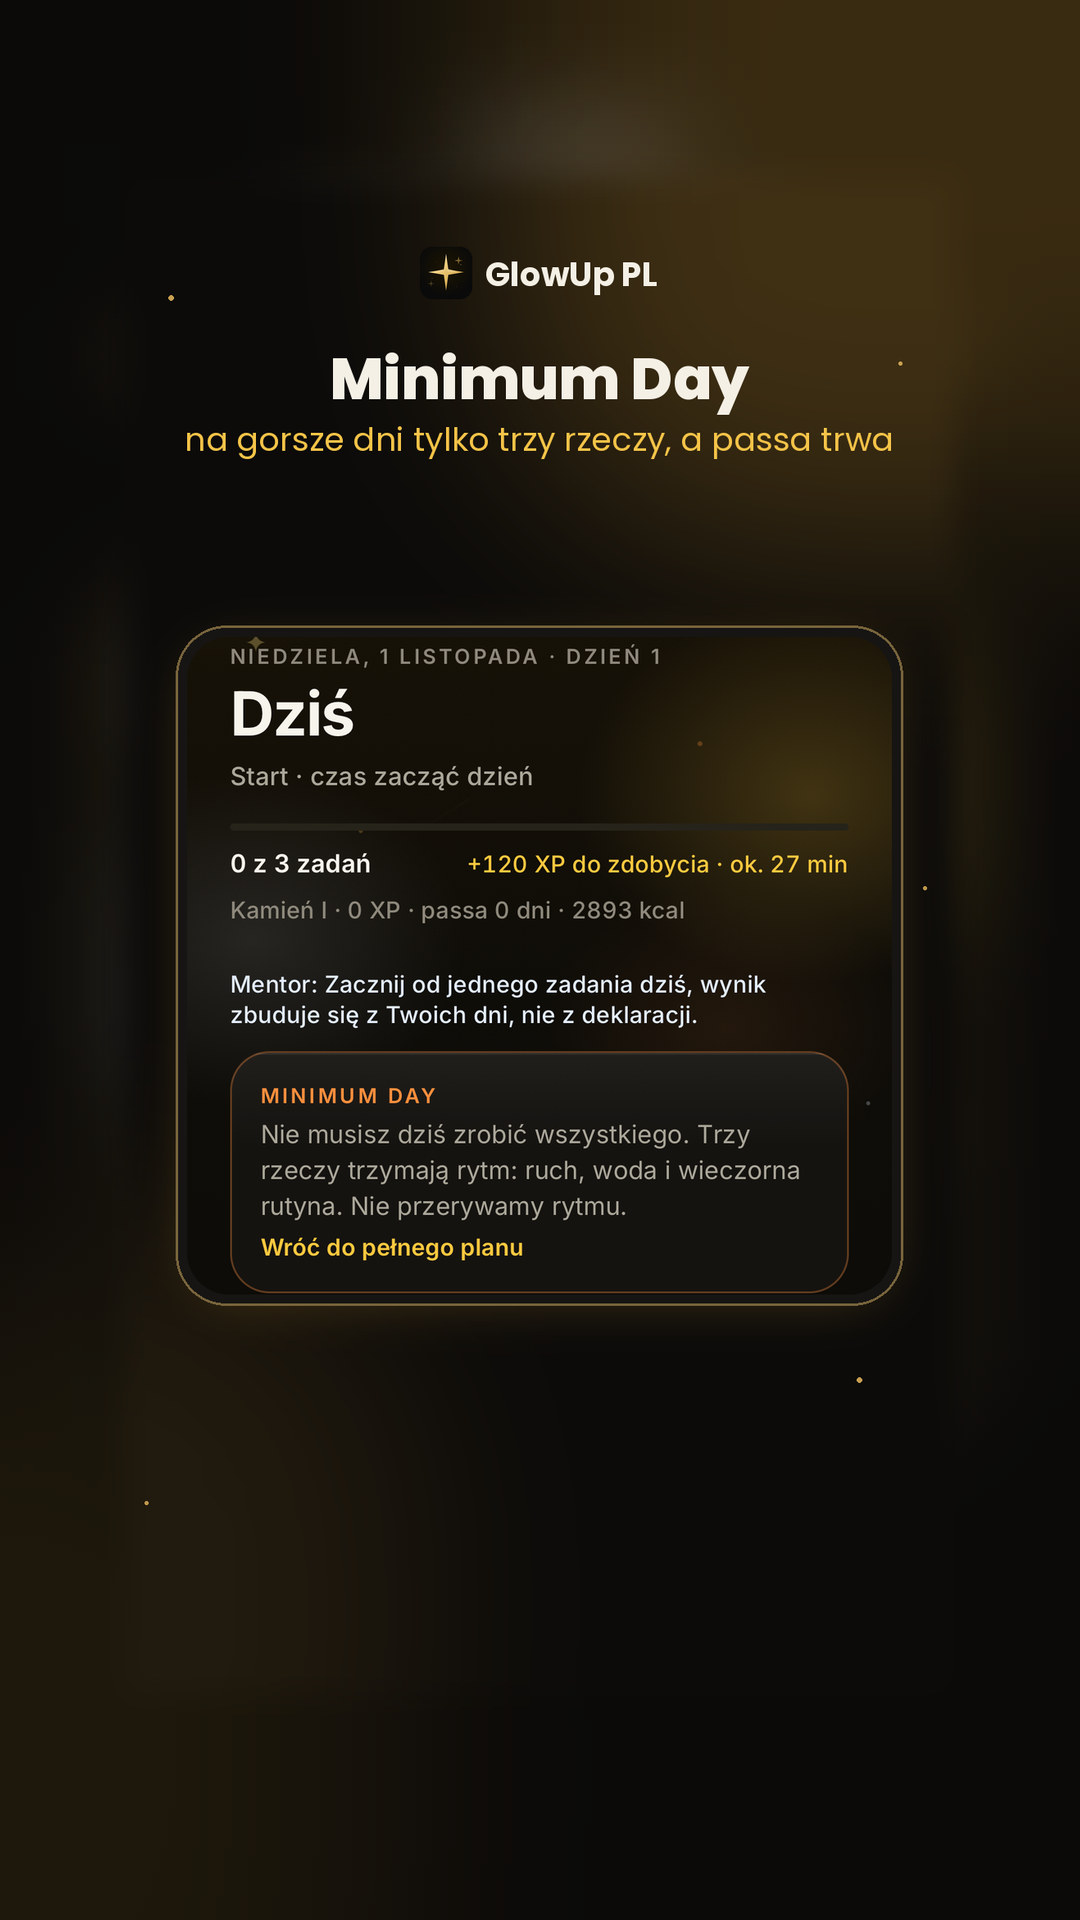 GlowUp PL
Minimum Day
na gorsze dni tylko trzy rzeczy, a passa trwa
NIEDZIELA, 1 LISTOPADA · DZIEŃ 1
Dziś
Start · czas zacząć dzień
0 z 3 zadań
+120 XP do zdobycia · ok. 27 min
Kamień I · 0 XP · passa 0 dni · 2893 kcal
Mentor: Zacznij od jednego zadania dziś, wynik
zbuduje się z Twoich dni, nie z deklaracji.
MINIMUM DAY
Nie musisz dziś zrobić wszystkiego. Trzy
rzeczy trzymają rytm: ruch, woda i wieczorna
rutyna. Nie przerywamy rytmu.
Wróć do pełnego planu